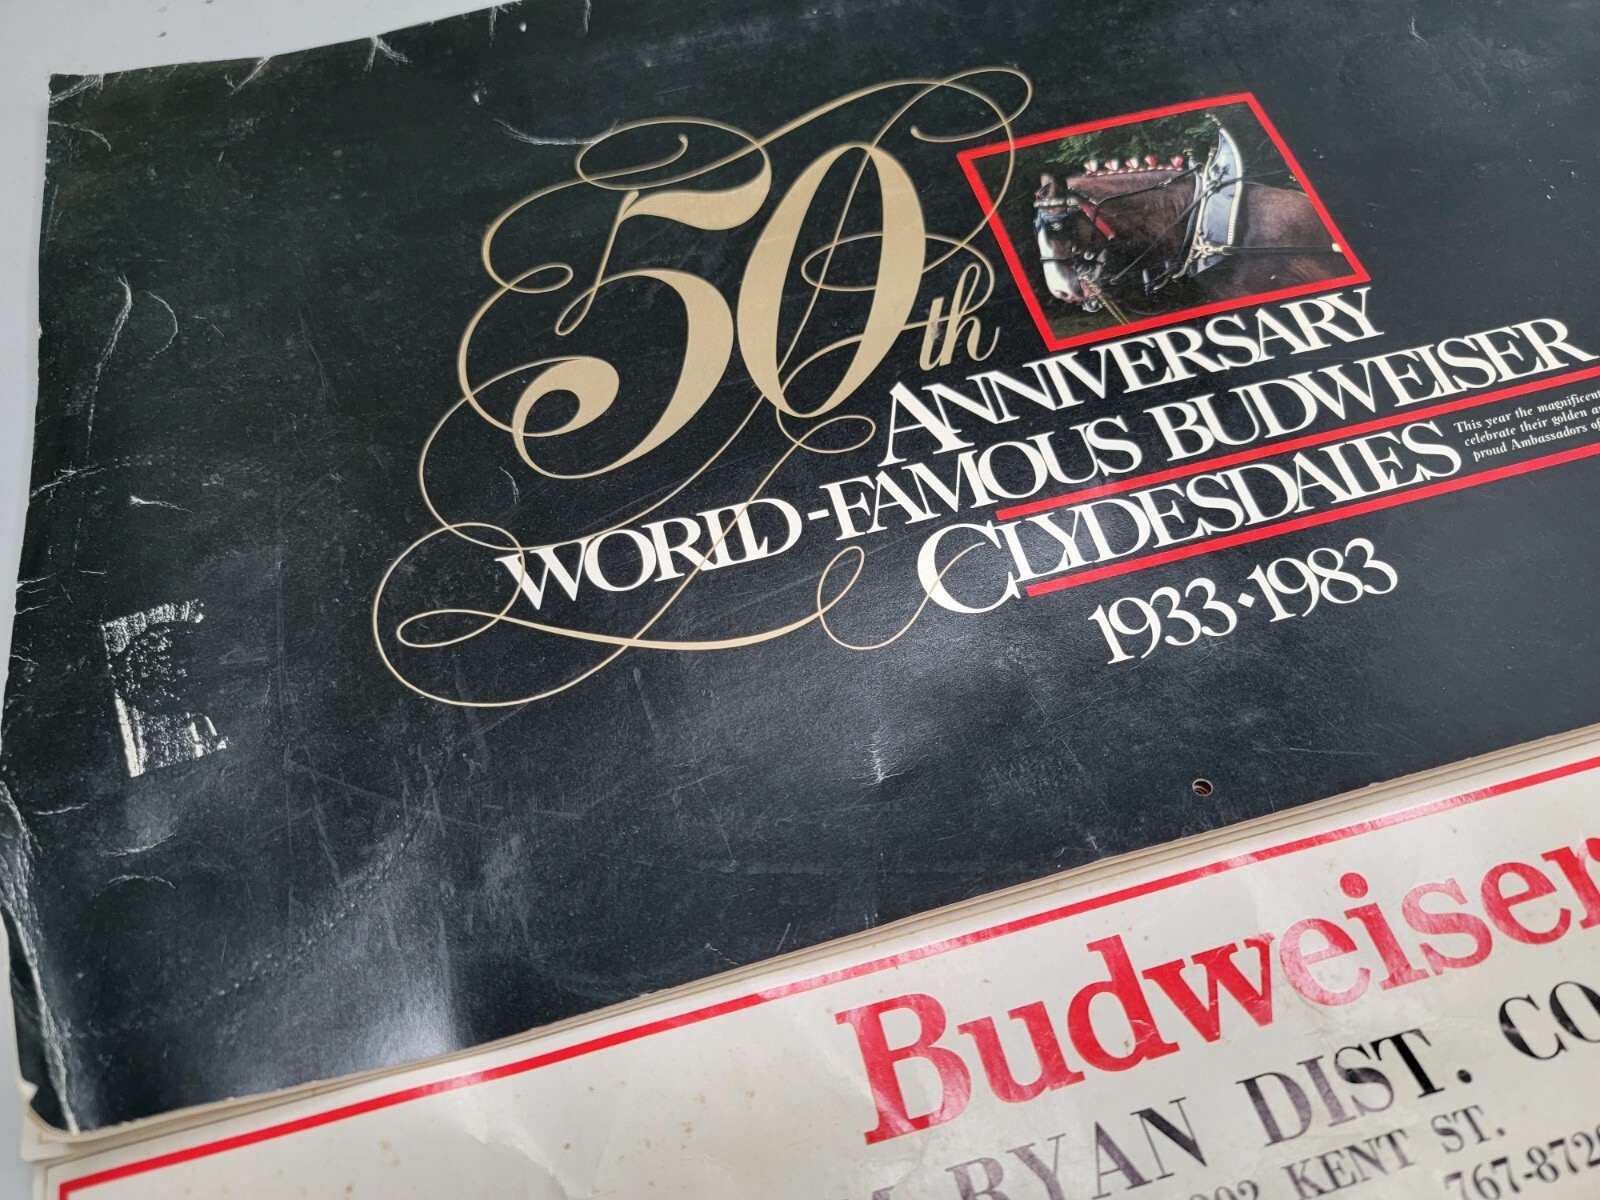 50th
ANNIVERSARY
WORLD-FAMOUS BUDWEISER
CLYDESDALES
This year the magnificent
celebrate their golden
proud Ambassadors of
1933•1983
Budweiser
RYAN DIST. CO
KENT ST.
767-872